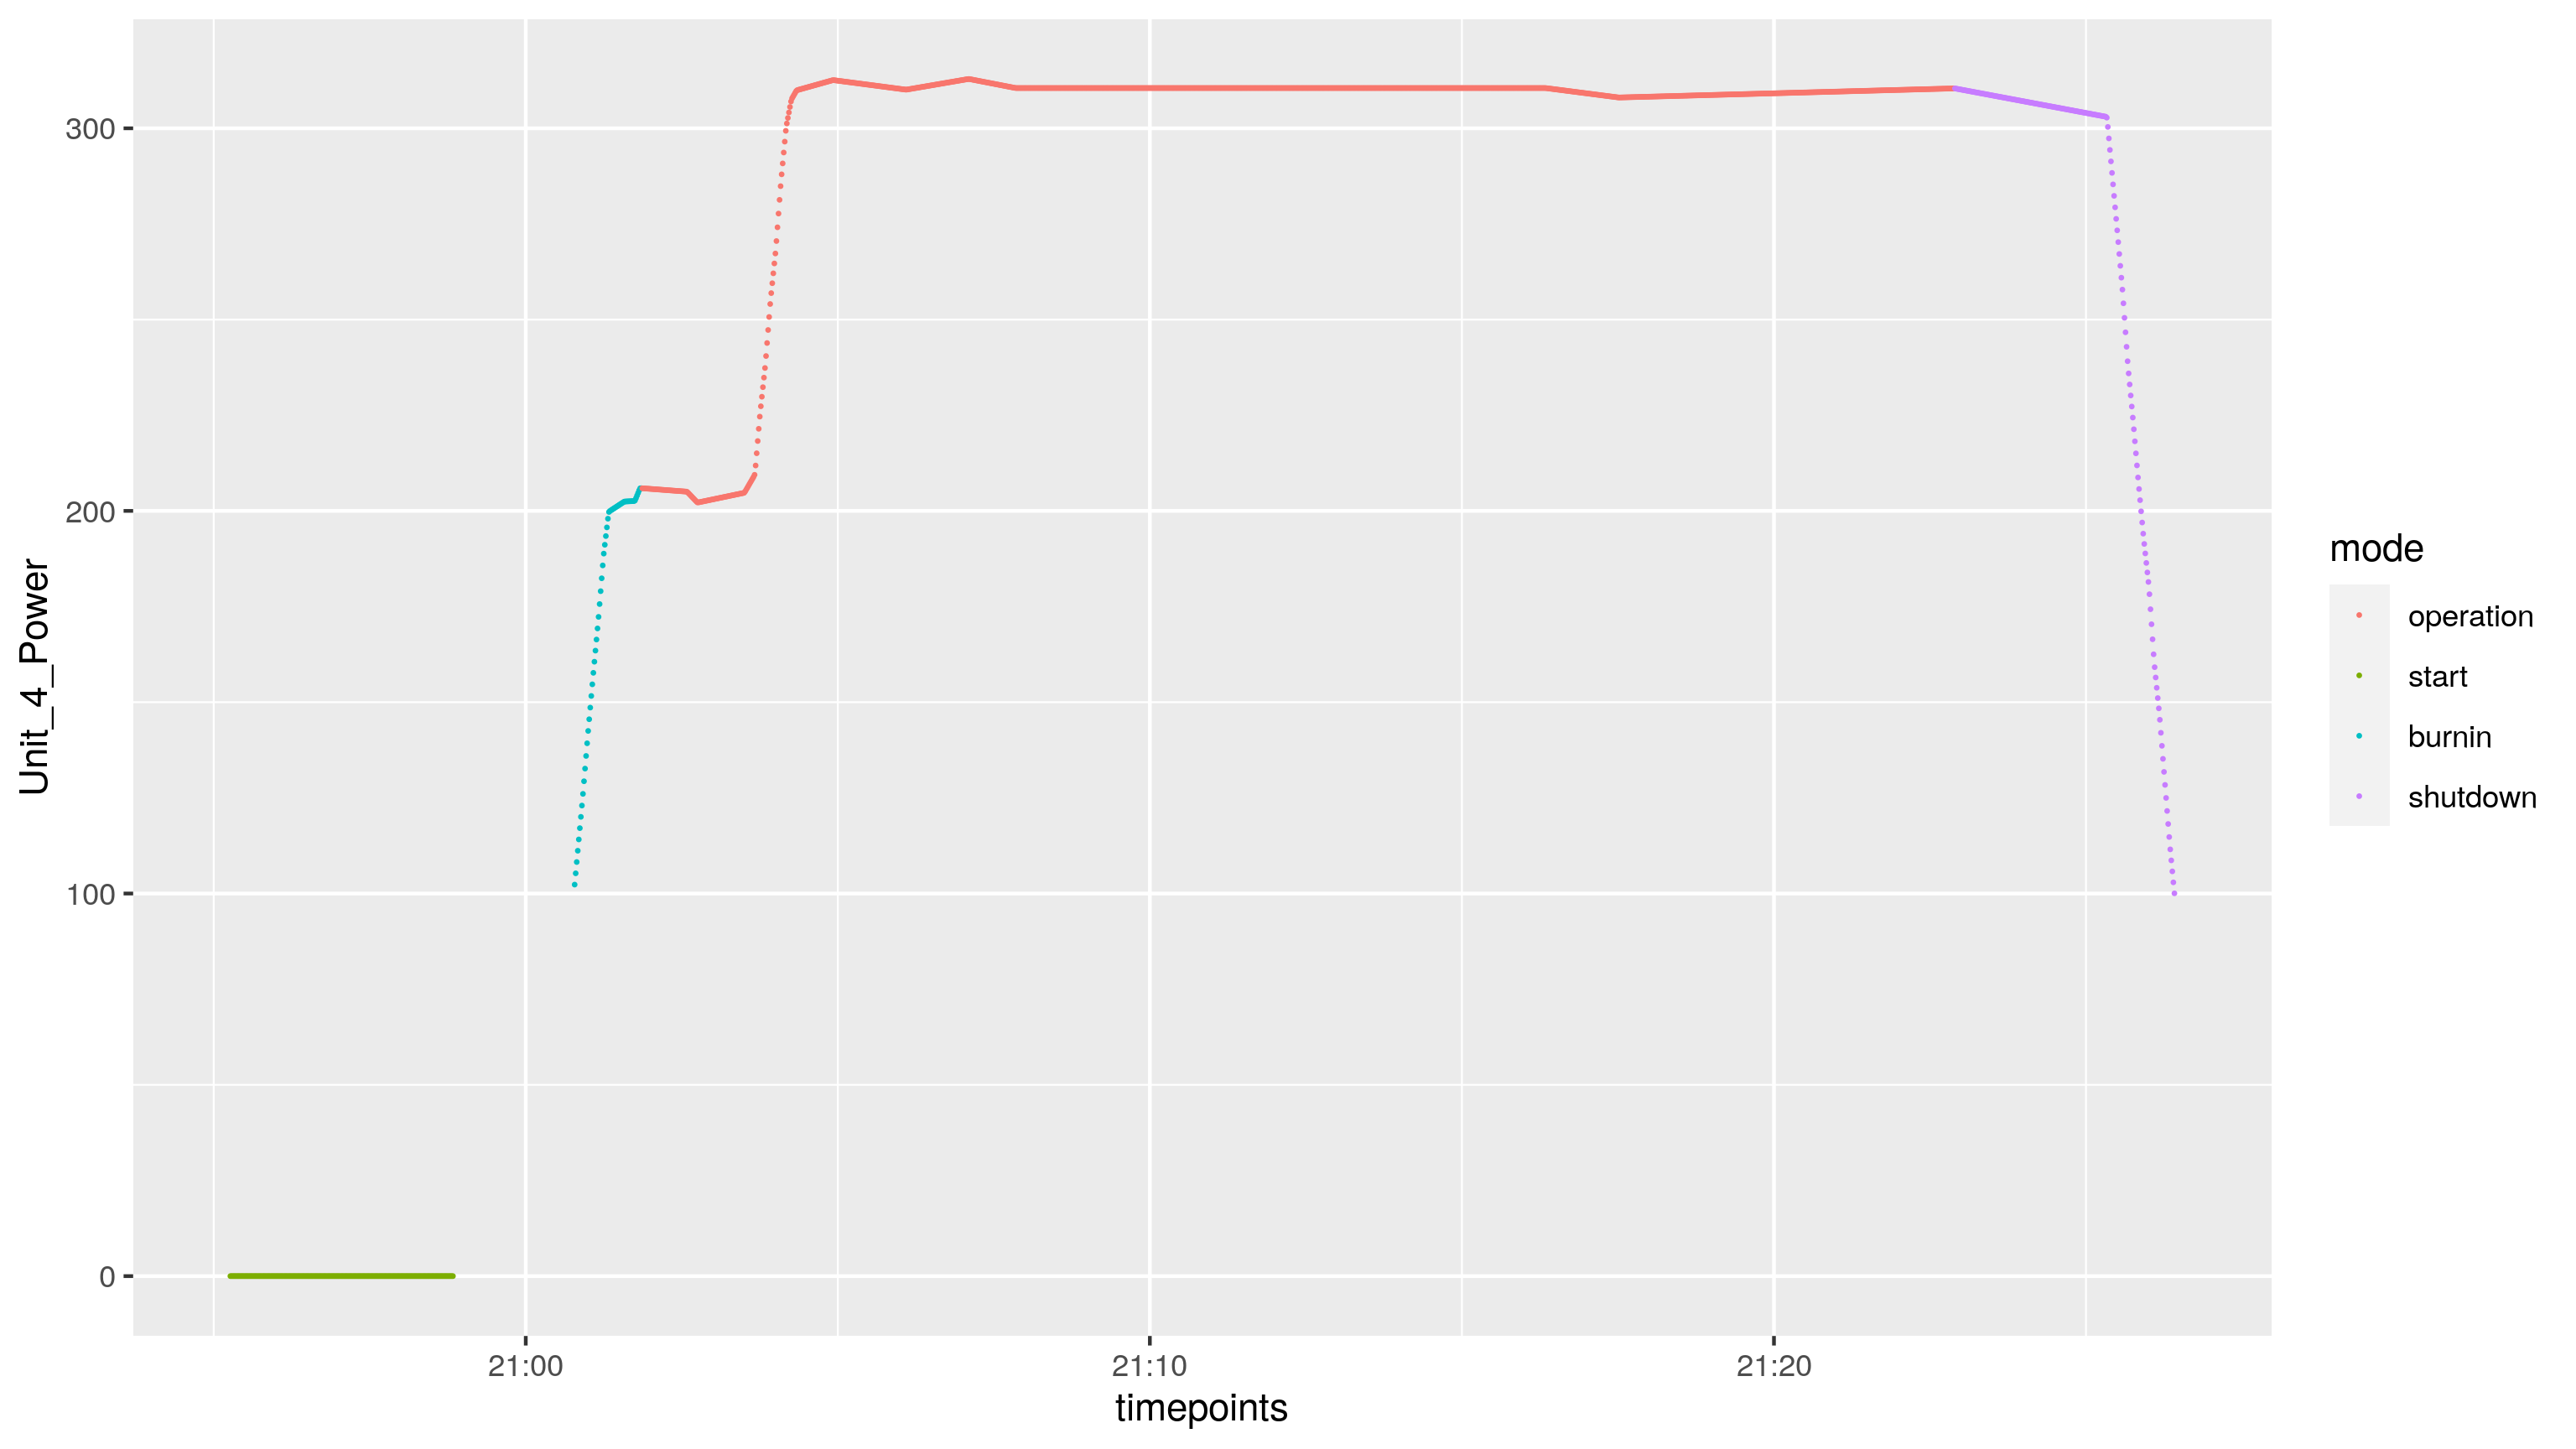 Unit_4_Power
300
200
100
0
21:00
21:10
21:20
timepoints
mode
operation
start
burnin
shutdown